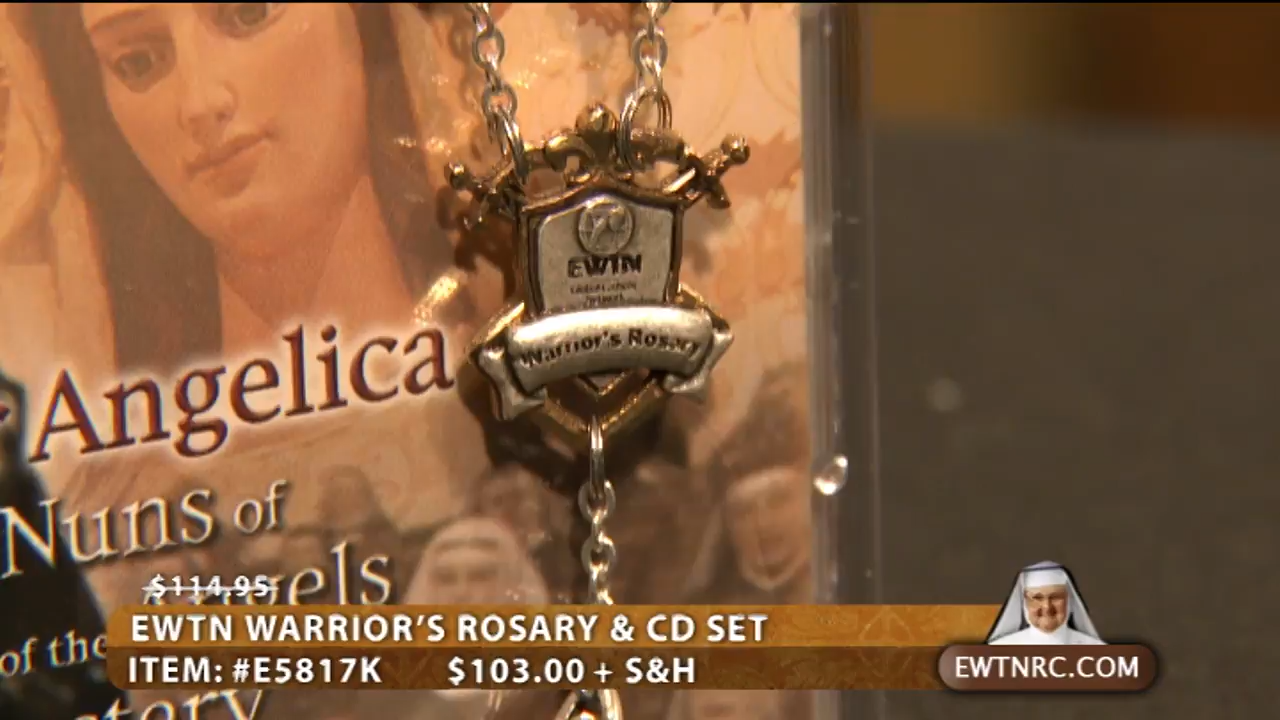 EWTN
Warrior's Rosary
Angelica
Nuns of
Angels
of the
$114.95
EWTN WARRIOR'S ROSARY & CD SET
ITEM: #E5817K $103.00 + S&H
EWTNRC.COM